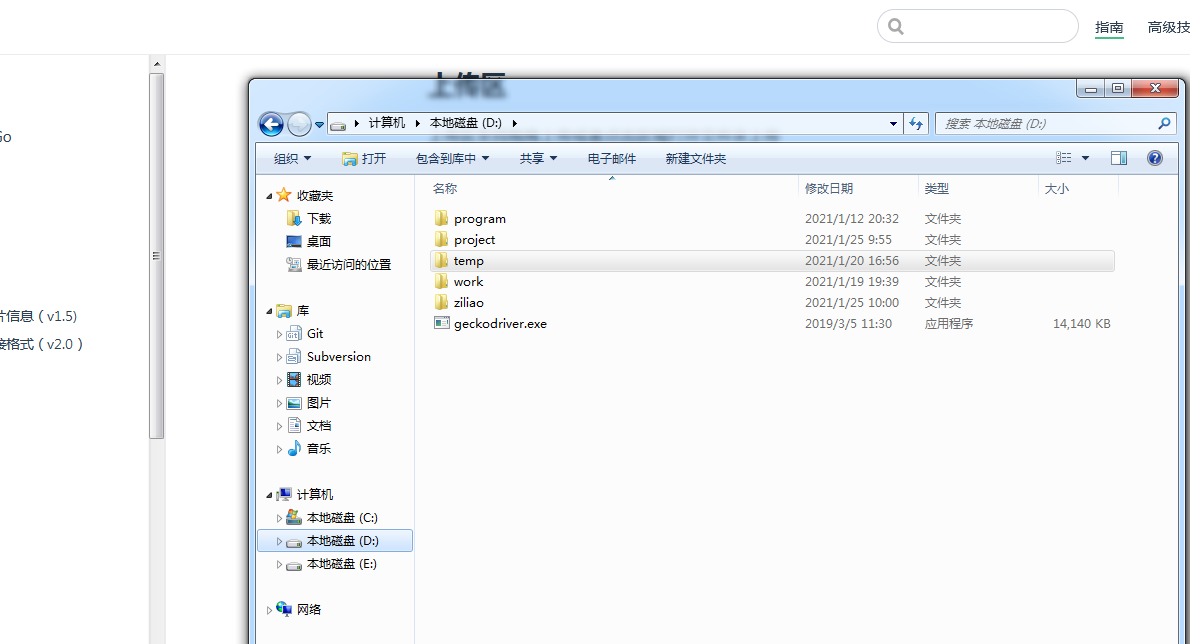 指南 高级技
Go
片信息 ( v1.5)
接格式 ( v2.0 )
上传区
计算机 本地磁盘 (D:)
搜索 本地磁盘 (D:)
组织 打开 包含到库中 共享 电子邮件 新建文件夹
收藏夹
下载
桌面
最近访问的位置
库
Git
Subversion
视频
图片
文档
音乐
计算机
本地磁盘 (C:)
本地磁盘 (D:)
本地磁盘 (E:)
网络
名称 修改日期 类型 大小
program 2021/1/12 20:32 文件夹
project 2021/1/25 9:55 文件夹
temp 2021/1/20 16:56 文件夹
work 2021/1/19 19:39 文件夹
ziliao 2021/1/25 10:00 文件夹
geckodriver.exe 2019/3/5 11:30 应用程序 14,140 KB